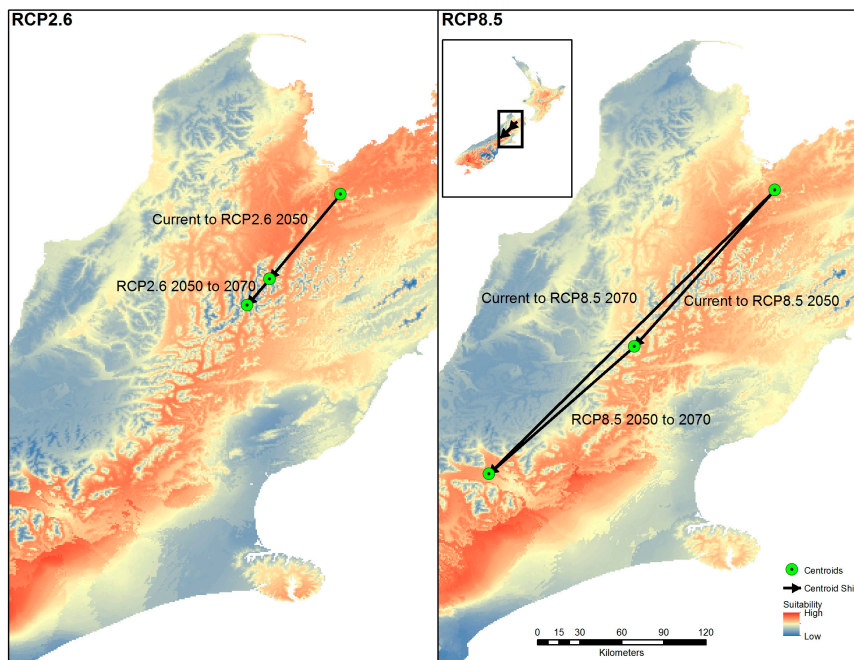 RCP2.6
RCP8.5
Current to RCP2.6 2050
RCP2.6 2050 to 2070
Current to RCP8.5 2070
Current to RCP8.5 2050
RCP8.5 2050 to 2070
Centroids
Centroid Shi
Suitability
High
Low
0 15 30 60 90 120
Kilometers